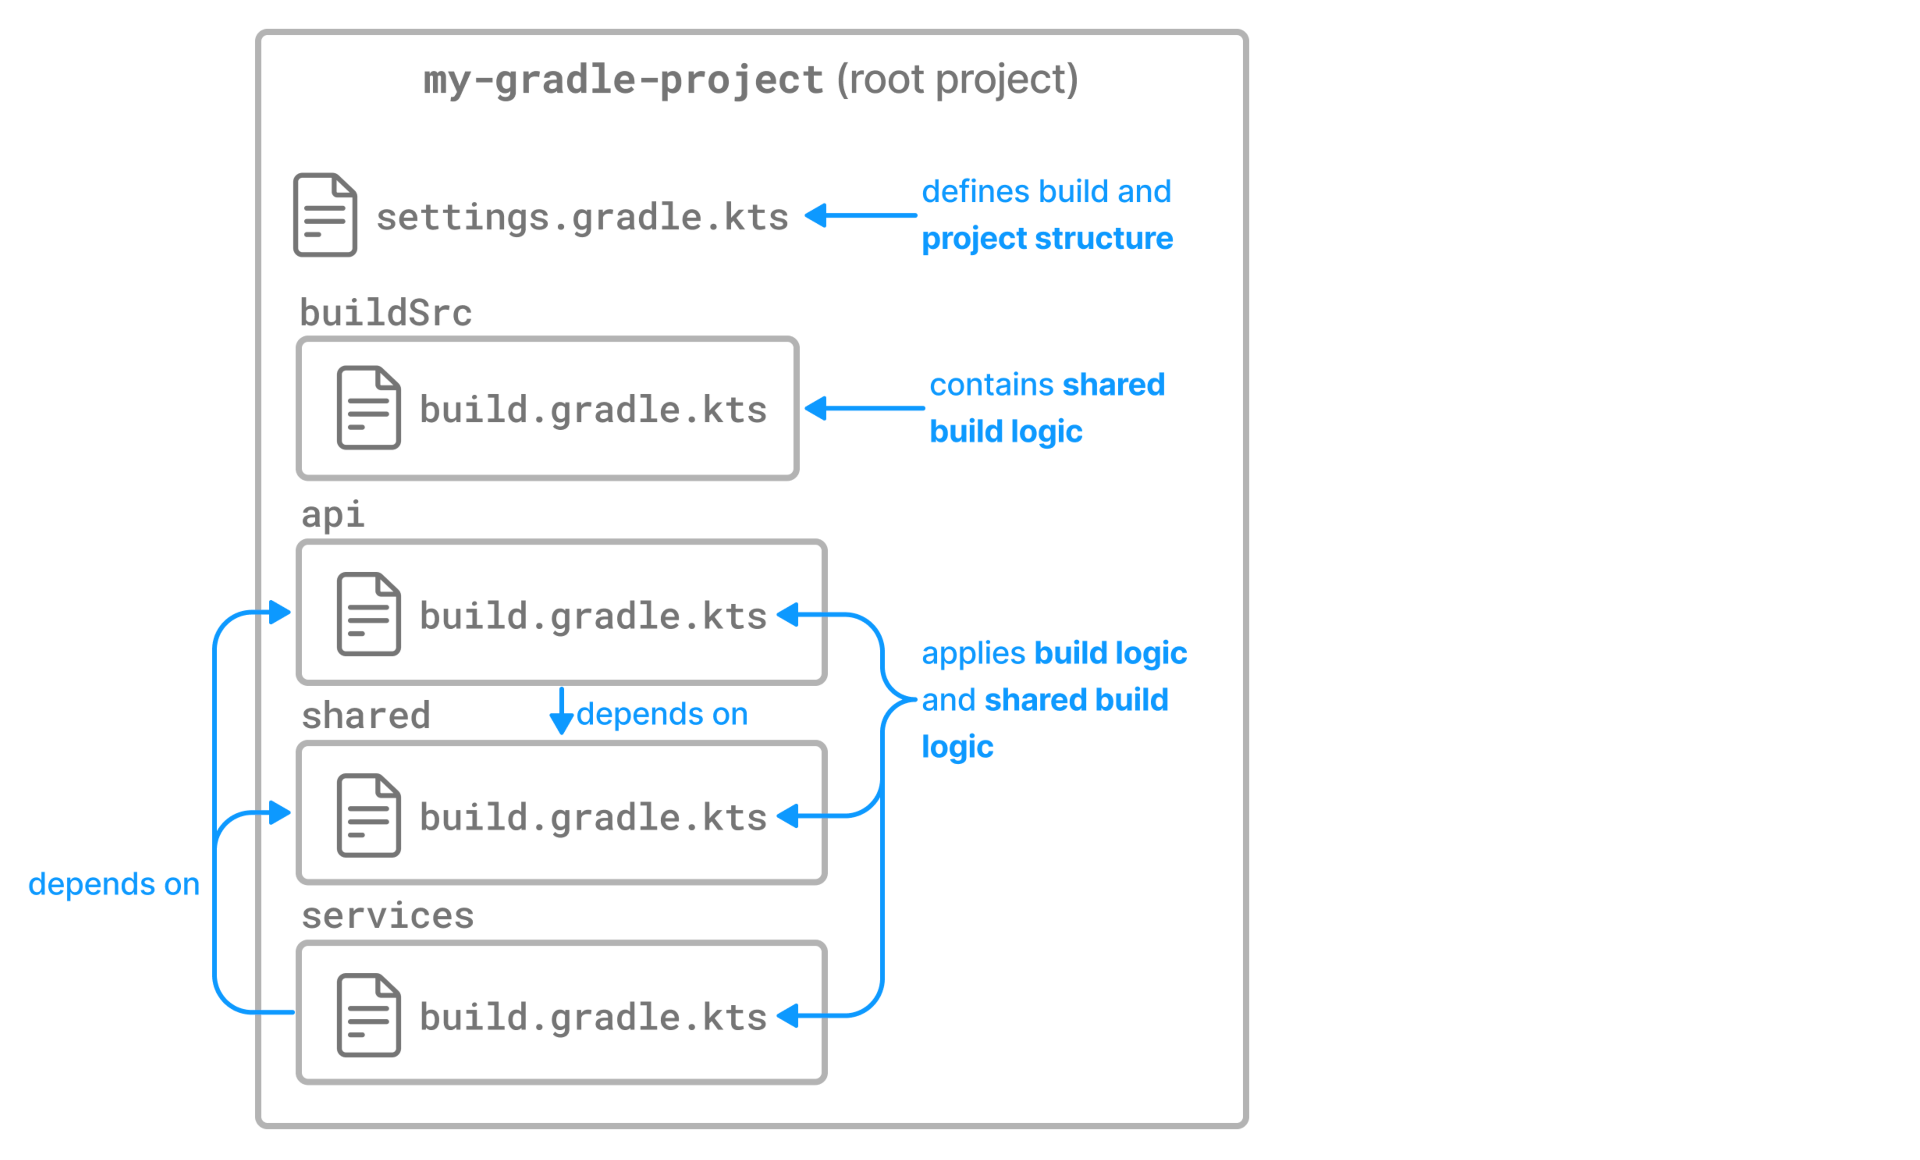 my-gradle-project (root project)
settings.gradle.kts
defines build and
project structure
buildSrc
build.gradle.kts
contains shared
build logic
api
build.gradle.kts
applies build logic
and shared build
logic
depends on
shared
build.gradle.kts
depends on
services
build.gradle.kts